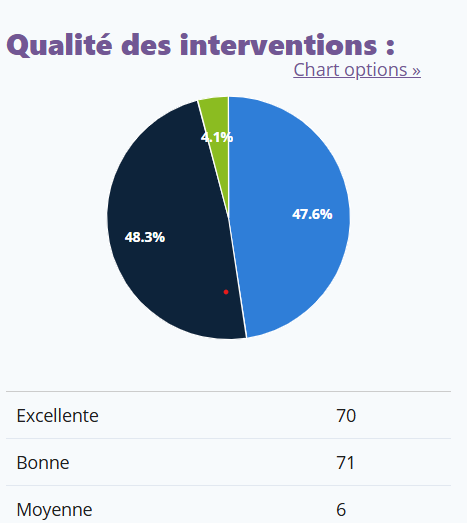 Qualité des interventions :
Chart options »
4.1%
47.6%
48.3%
Excellente 70
Bonne 71
Moyenne 6